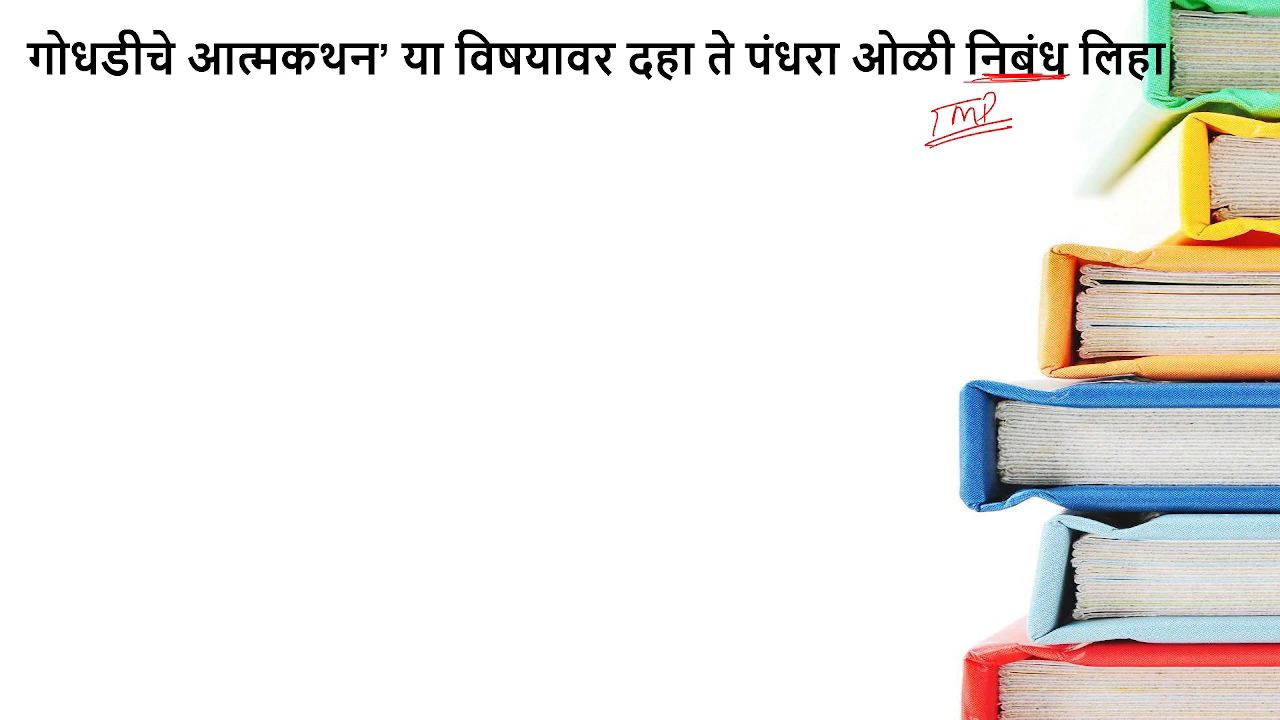 गोधडीचे आत्मकथन’ या विषयावर दहा ते पंधरा ओळी निबंध लिहा
IMP